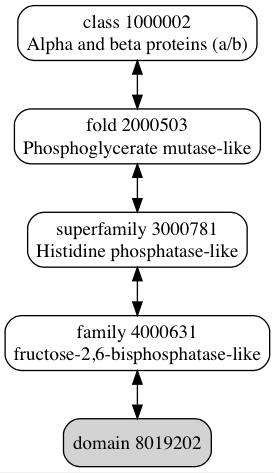 class 1000002
Alpha and beta proteins (a/b)
fold 2000503
Phosphoglycerate mutase-like
superfamily 3000781
Histidine phosphatase-like
family 4000631
fructose-2,6-bisphosphatase-like
domain 8019202